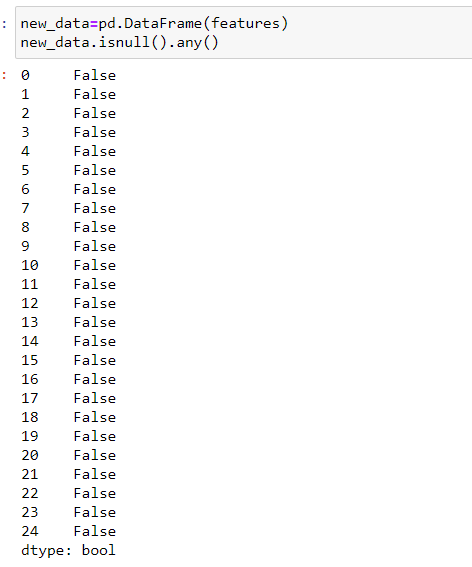 : new_data=pd.DataFrame(features)
new_data.isnull().any()
: 0 False
1 False
2 False
3 False
4 False
5 False
6 False
7 False
8 False
9 False
10 False
11 False
12 False
13 False
14 False
15 False
16 False
17 False
18 False
19 False
20 False
21 False
22 False
23 False
24 False
dtype: bool